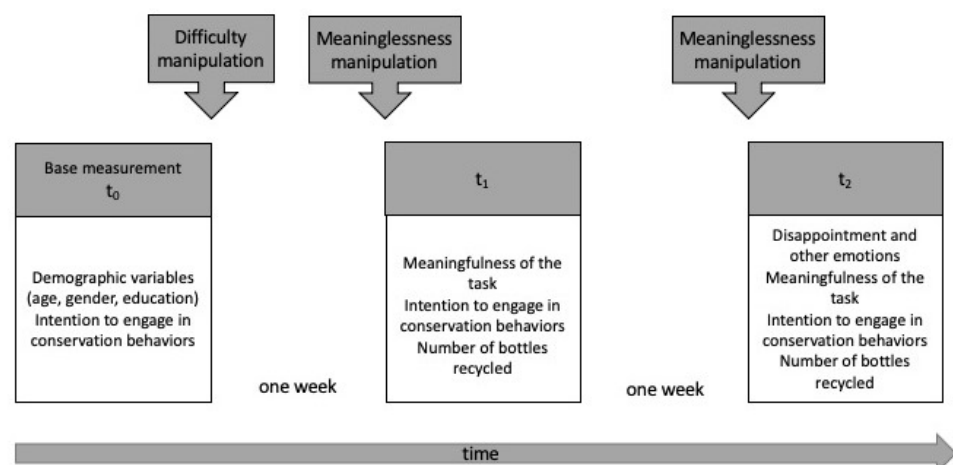 Difficulty
manipulation
Meaninglessness
manipulation
Meaninglessness
manipulation
Base measurement
t₀
t₁
t₂
Demographic variables
(age, gender, education)
Intention to engage in
conservation behaviors
one week
Meaningfulness of the
task
Intention to engage in
conservation behaviors
Number of bottles
recycled
one week
Disappointment and
other emotions
Meaningfulness of the
task
Intention to engage in
conservation behaviors
Number of bottles
recycled
time